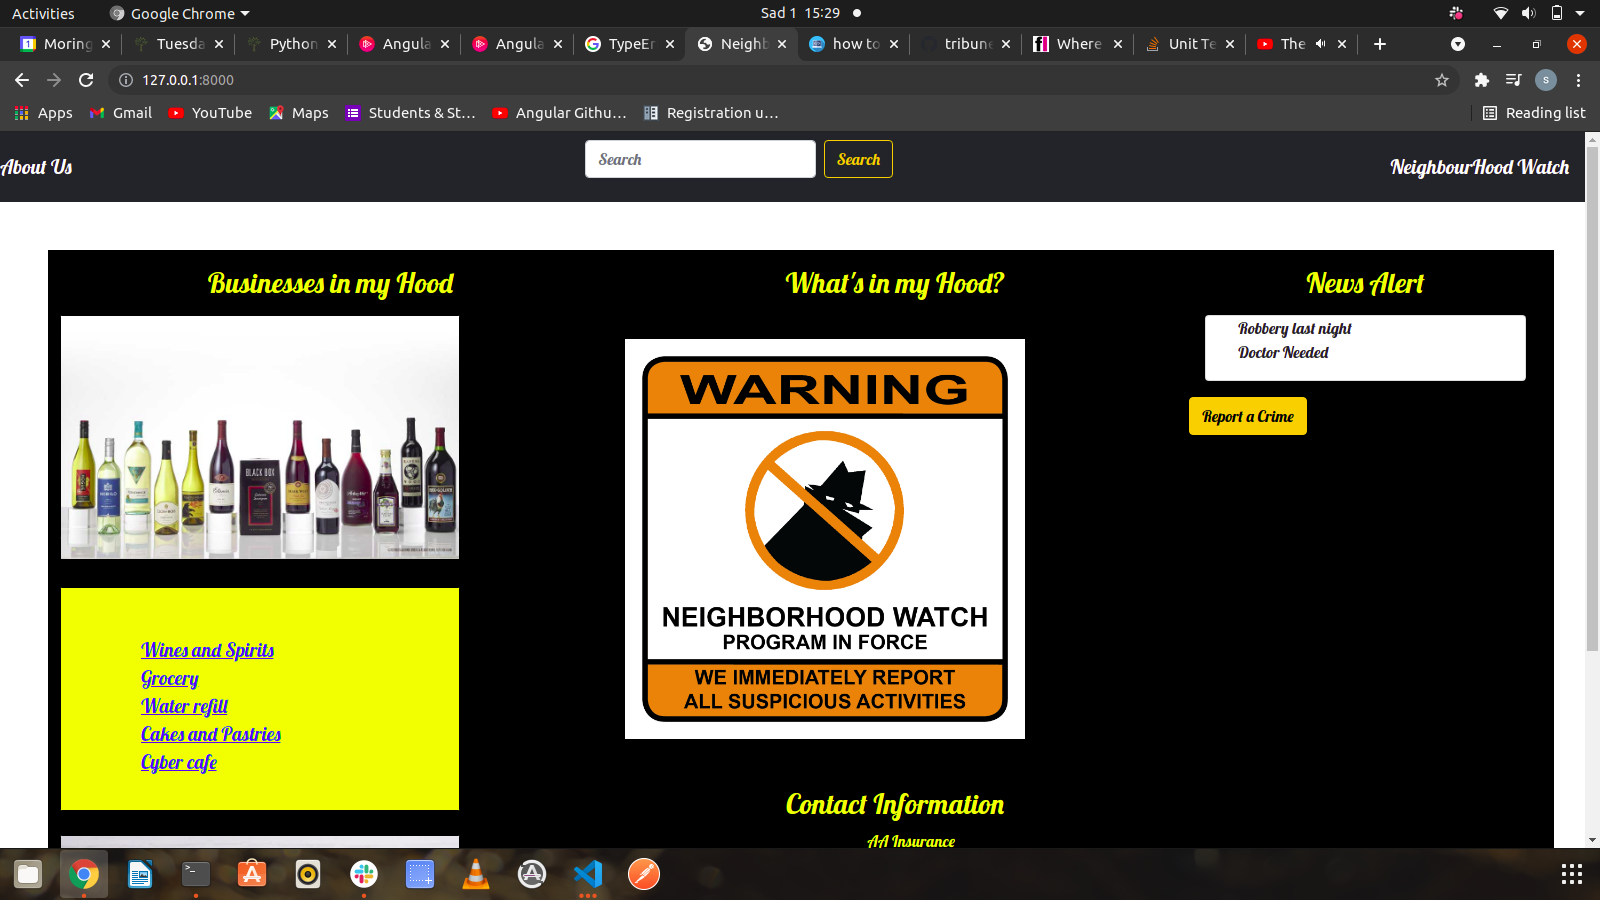 Activities
Google Chrome
Sad 1 15:29
Moring
Tuesda
Python
Angula
Angula
TypeEr
Neighb
how to
tribune
Where
Unit Te
The
127.0.0.1:8000
S
Apps
Gmail
YouTube
Maps
Students & St...
Angular Githu...
Registration u...
Reading list
About Us
Search
Search
NeighbourHood Watch
Businesses in my Hood
What's in my Hood?
News Alert
Robbery last night
Doctor Needed
Report a Crime
BLACK BOX
WARNING
NEIGHBORHOOD WATCH
PROGRAM IN FORCE
WE IMMEDIATELY REPORT
ALL SUSPICIOUS ACTIVITIES
Wines and Spirits
Grocery
Water refill
Cakes and Pastries
Cyber cafe
Contact Information
AA Insurance